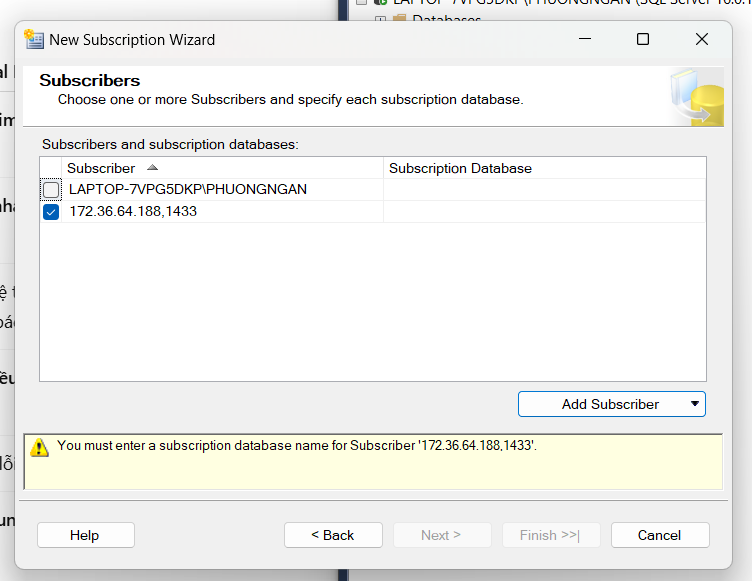 LAPTOP-7VPG5DKP\PHUONGNGAN (SQL Server 16.0.1
Databases
New Subscription Wizard
Subscribers
Choose one or more Subscribers and specify each subscription database.
Subscribers and subscription databases:
Subscriber Subscription Database
LAPTOP-7VPG5DKP\PHUONGNGAN
172.36.64.188,1433
Add Subscriber
You must enter a subscription database name for Subscriber '172.36.64.188,1433'.
Help < Back Next > Finish >>| Cancel